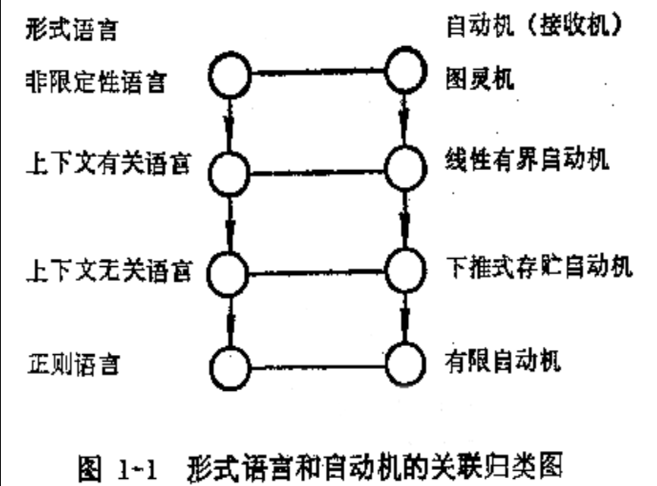 形式语言
自动机（接收机）
非限定性语言
图灵机
上下文有关语言
线性有界自动机
上下文无关语言
下推式存贮自动机
正则语言
有限自动机
图 1-1 形式语言和自动机的关联归类图